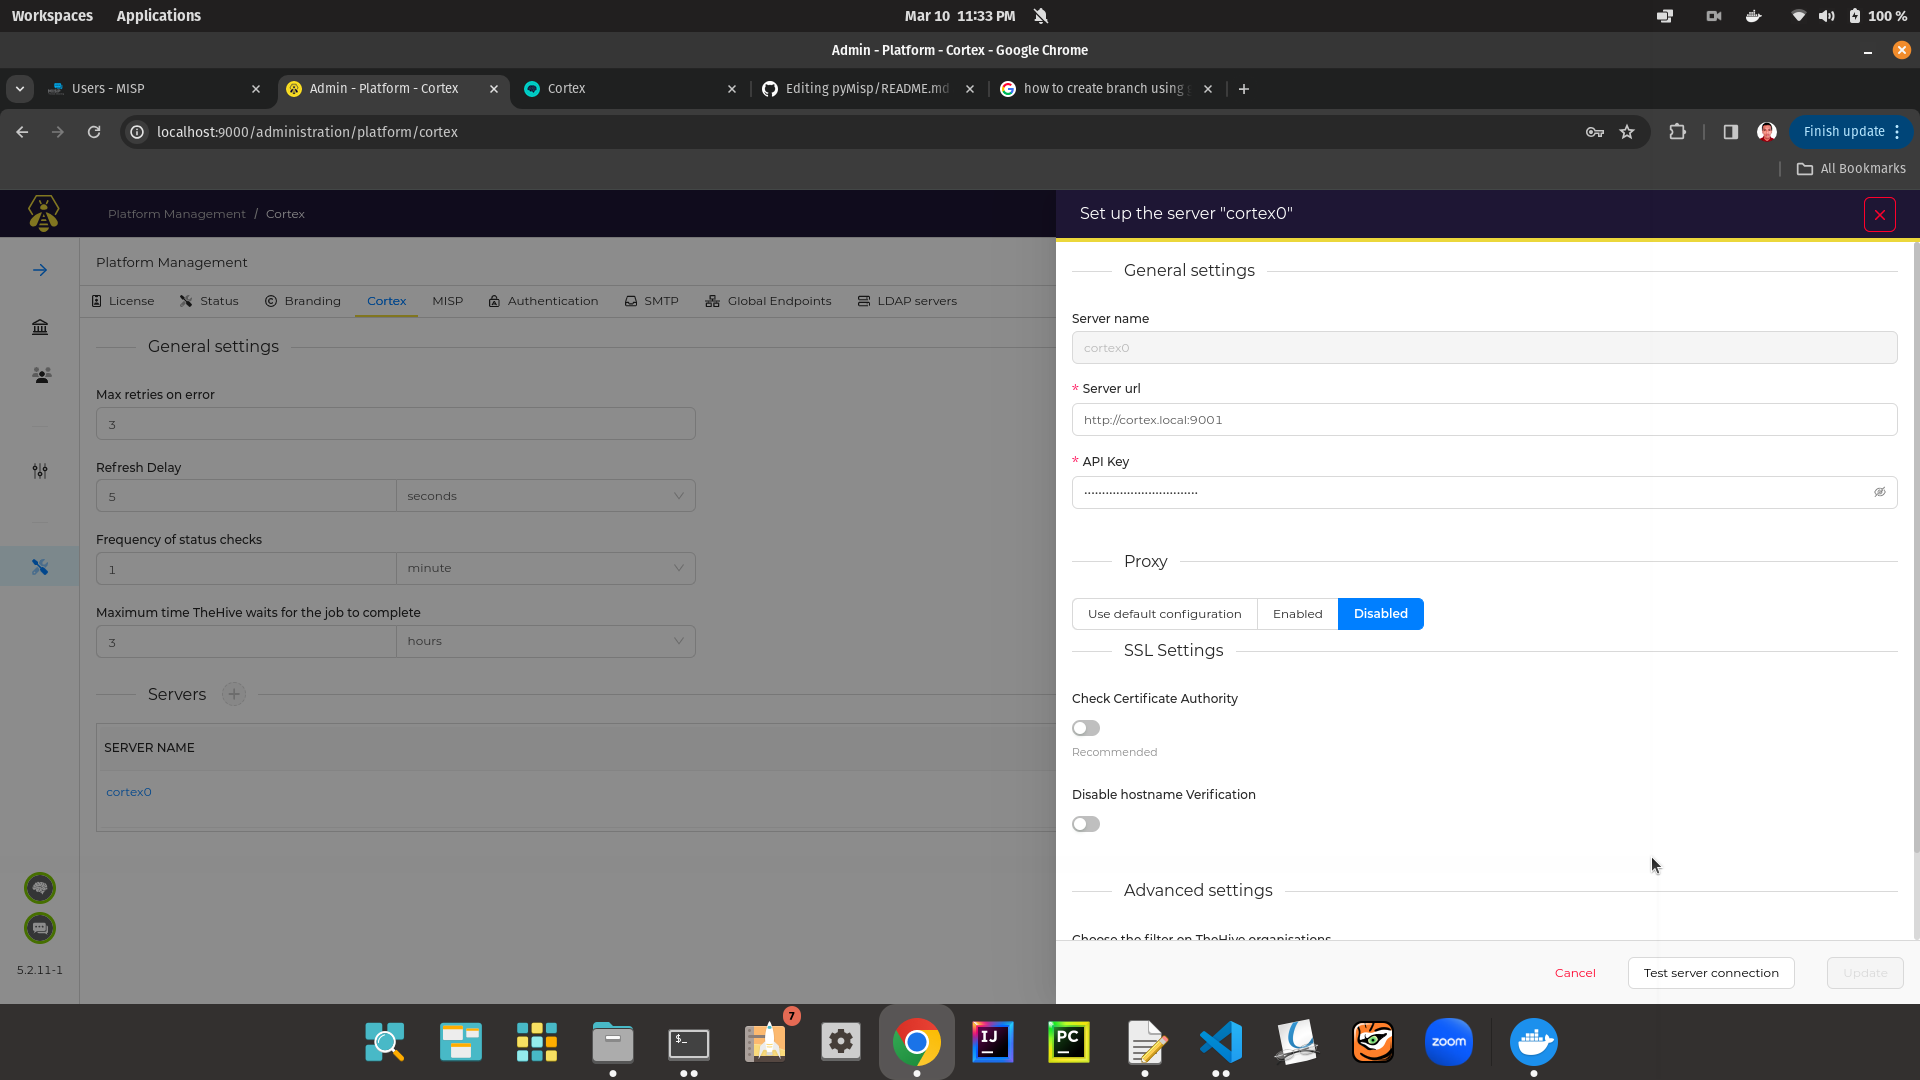 Workspaces Applications Mar 10 11:33 PM 100 %
Admin - Platform - Cortex - Google Chrome
Users - MISP Admin - Platform - Cortex Cortex Editing pyMisp/README.md how to create branch using
localhost:9000/administration/platform/cortex Finish update
All Bookmarks
Platform Management / Cortex
Platform Management
License Status Branding Cortex MISP Authentication SMTP Global Endpoints LDAP servers
General settings
Max retries on error
3
Refresh Delay
5 seconds
Frequency of status checks
1 minute
Maximum time TheHive waits for the job to complete
3 hours
Servers
SERVER NAME
cortex0
5.2.11-1
Set up the server "cortex0"
General settings
Server name
cortex0
* Server url
http://cortex.local:9001
* API Key
Proxy
Use default configuration Enabled Disabled
SSL Settings
Check Certificate Authority
Recommended
Disable hostname Verification
Advanced settings
Choose the filter on TheHive organisations
Cancel Test server connection Update
7
$_
IJ
PC
zoom